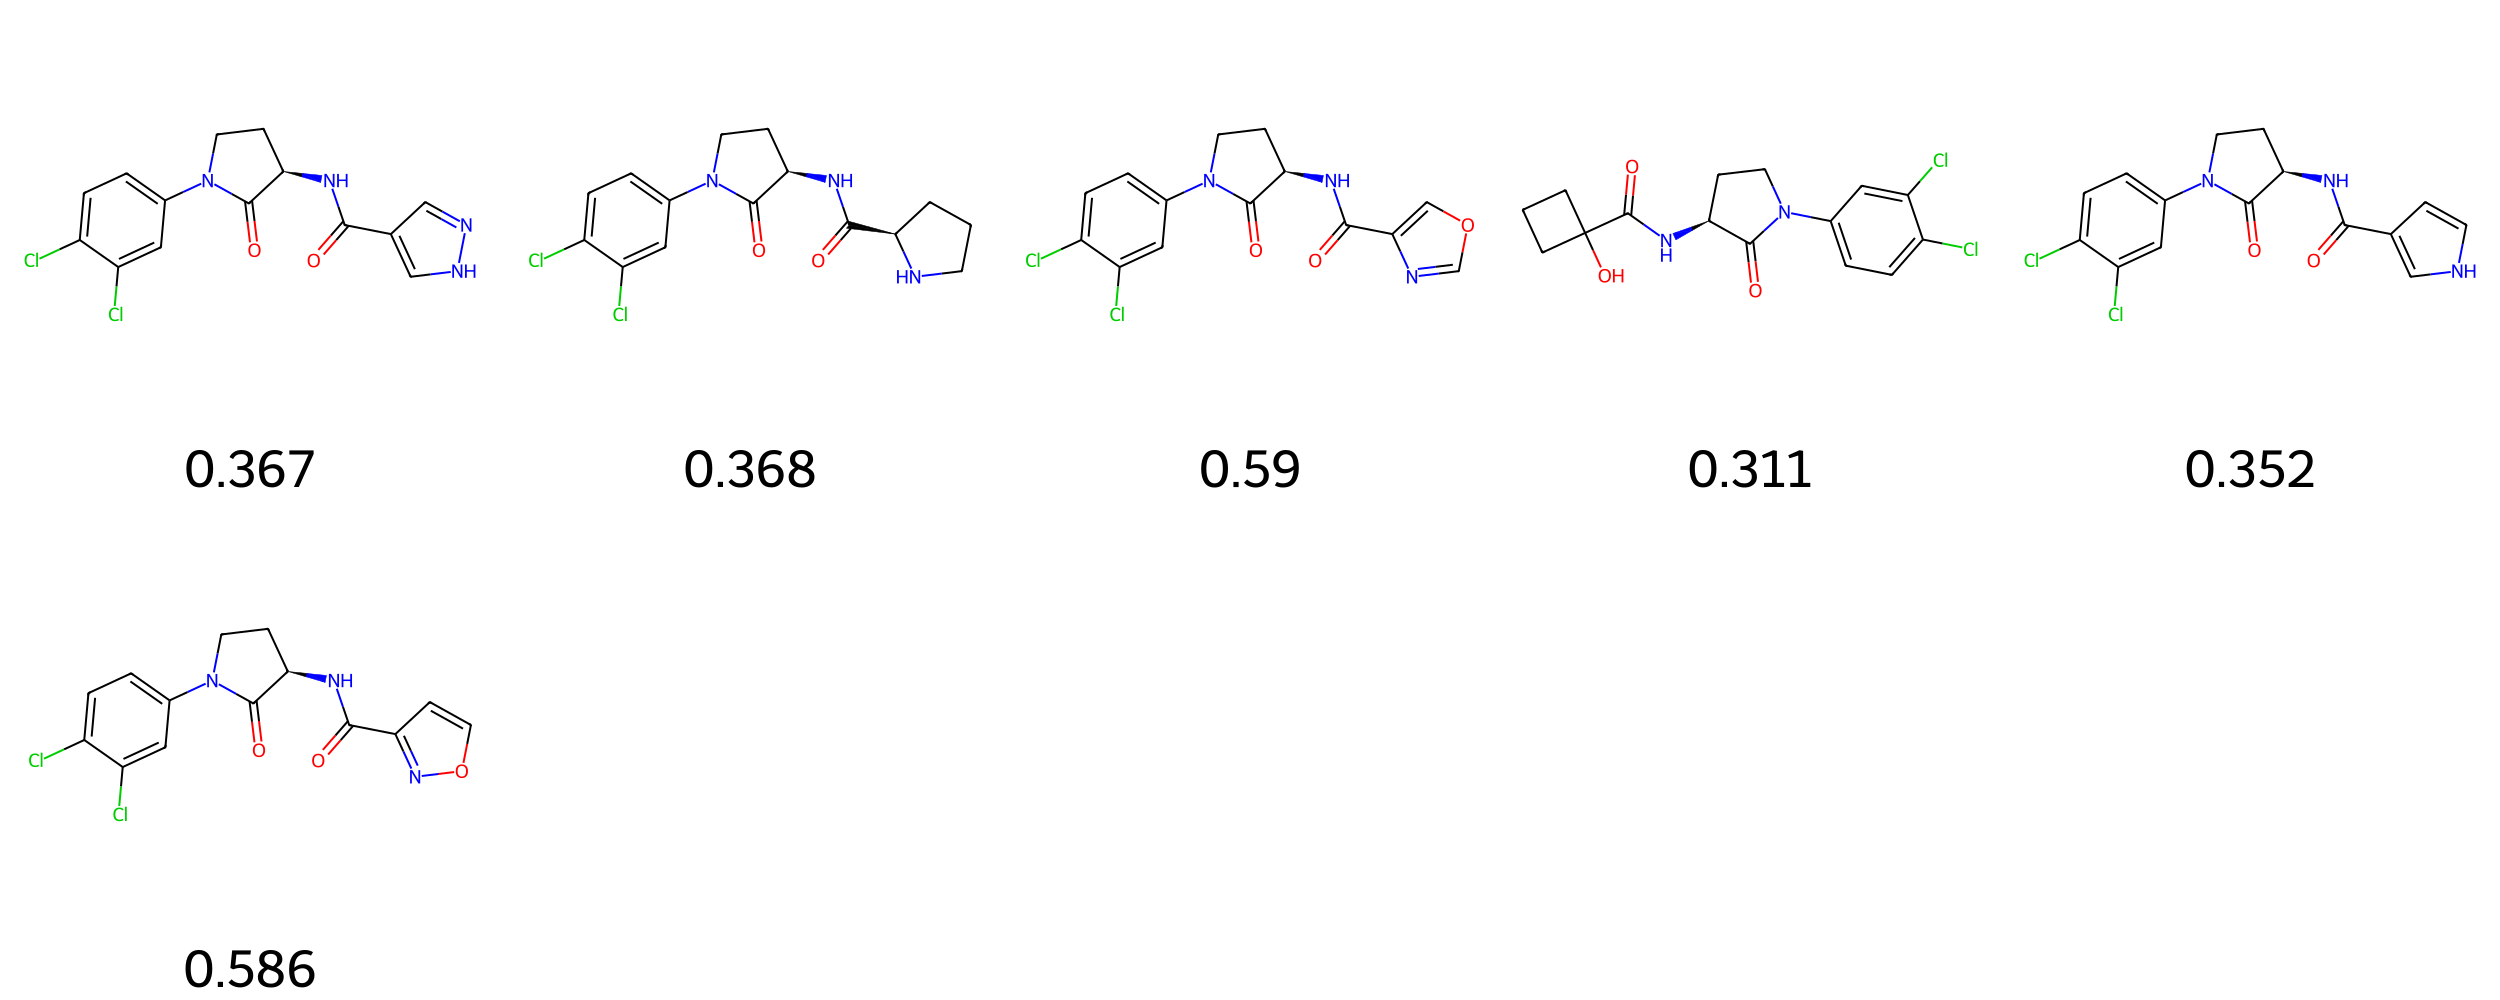 N NH N O O NH Cl Cl
N NH O O HN Cl Cl
N NH O O O N Cl Cl
O Cl N N H Cl OH O
N NH O O NH Cl Cl
0.367 0.368 0.59 0.311 0.352
N NH O O N O Cl Cl
0.586